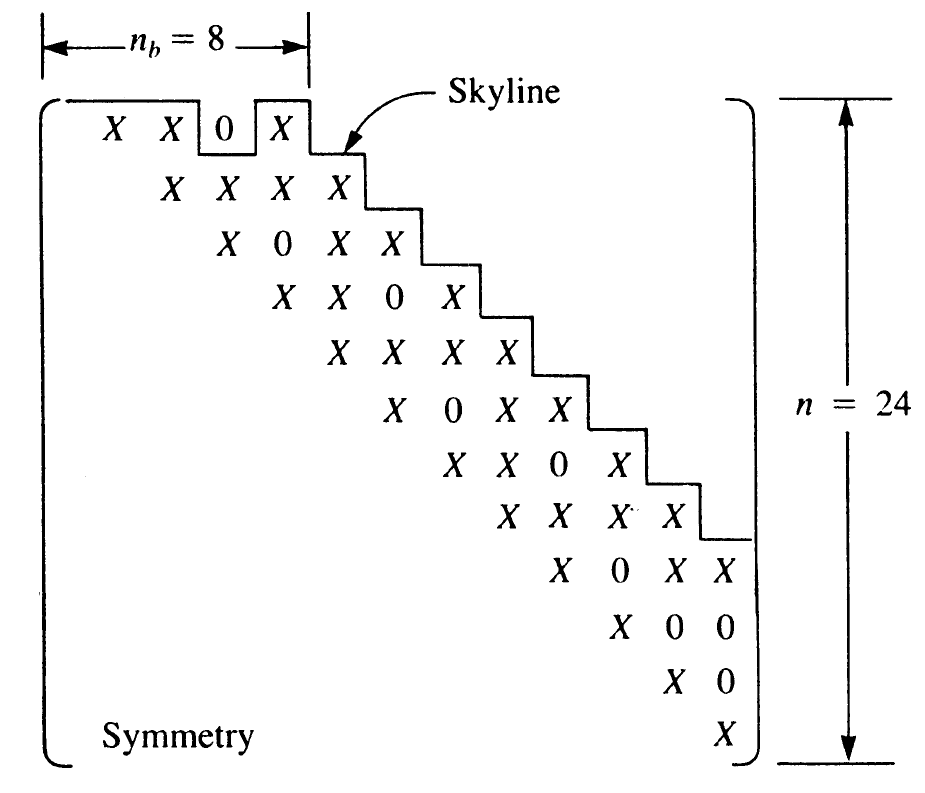 n_b = 8
Skyline
X X 0 X
X X X X
X 0 X X
X X 0 X
X X X X
X 0 X X
n = 24
X X 0 X
X X X X
X 0 X X
X 0 0
X 0
Symmetry
X